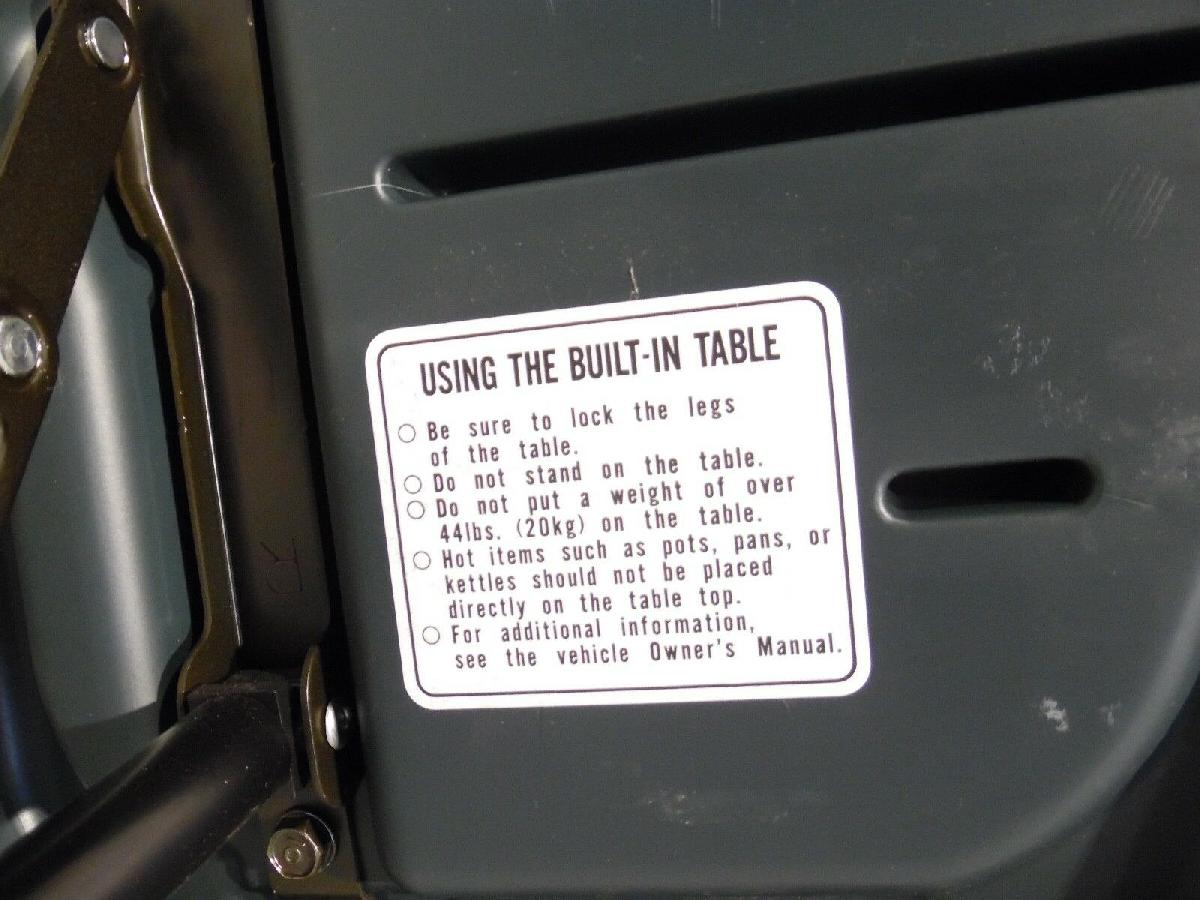 USING THE BUILT-IN TABLE
○ Be sure to lock the legs
of the table.
○ Do not stand on the table.
○ Do not put a weight of over
44lbs. (20kg) on the table.
○ Hot items such as pots, pans, or
kettles should not be placed
directly on the table top.
○ For additional information,
see the vehicle Owner's Manual.